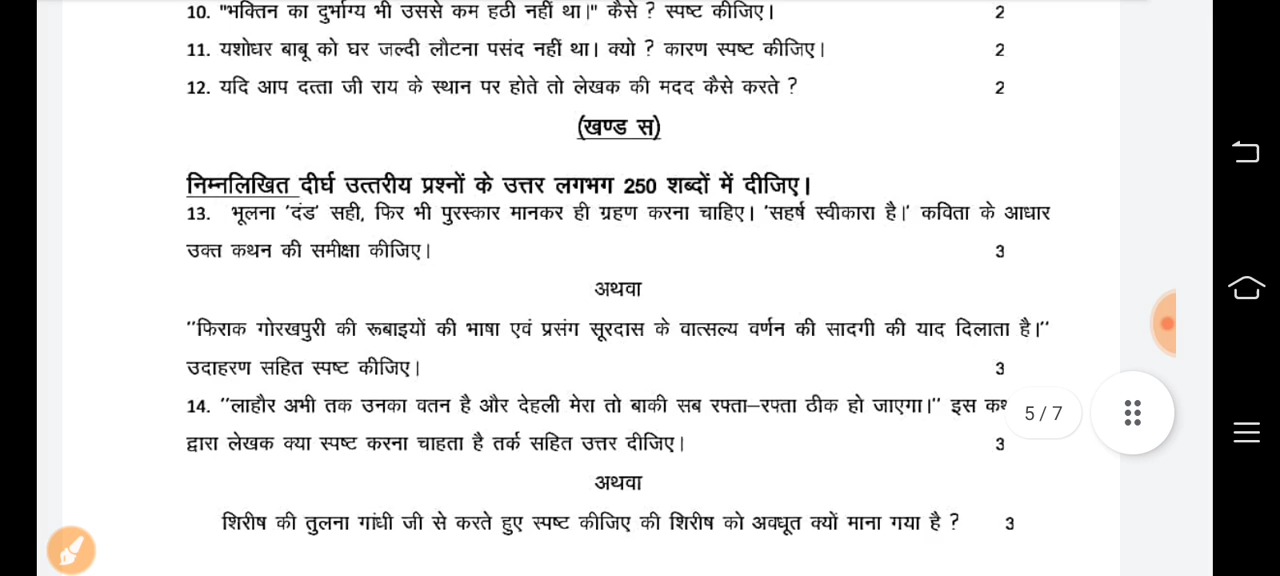 10. "भक्तिन का दुर्भाग्य भी उससे कम हठी नहीं था।" कैसे ? स्पष्ट कीजिए। 2
11. यशोधर बाबू को घर जल्दी लौटना पसंद नहीं था। क्यो ? कारण स्पष्ट कीजिए। 2
12. यदि आप दत्ता जी राय के स्थान पर होते तो लेखक की मदद कैसे करते ? 2
(खण्ड स)
निम्नलिखित दीर्घ उत्तरीय प्रश्नों के उत्तर लगभग 250 शब्दों में दीजिए।
13. भूलना 'दंड' सही, फिर भी पुरस्कार मानकर ही ग्रहण करना चाहिए। 'सहर्ष स्वीकारा है।' कविता के आधार
उक्त कथन की समीक्षा कीजिए। 3
अथवा
"फिराक गोरखपुरी की रूबाइयों की भाषा एवं प्रसंग सूरदास के वात्सल्य वर्णन की सादगी की याद दिलाता है।"
उदाहरण सहित स्पष्ट कीजिए। 3
14. "लाहौर अभी तक उनका वतन है और देहली मेरा तो बाकी सब रफ्ता–रफ्ता ठीक हो जाएगा।" इस
5 / 7
द्वारा लेखक क्या स्पष्ट करना चाहता है तर्क सहित उत्तर दीजिए। 3
अथवा
शिरीष की तुलना गांधी जी से करते हुए स्पष्ट कीजिए की शिरीष को अवधूत क्यों माना गया है ? 3